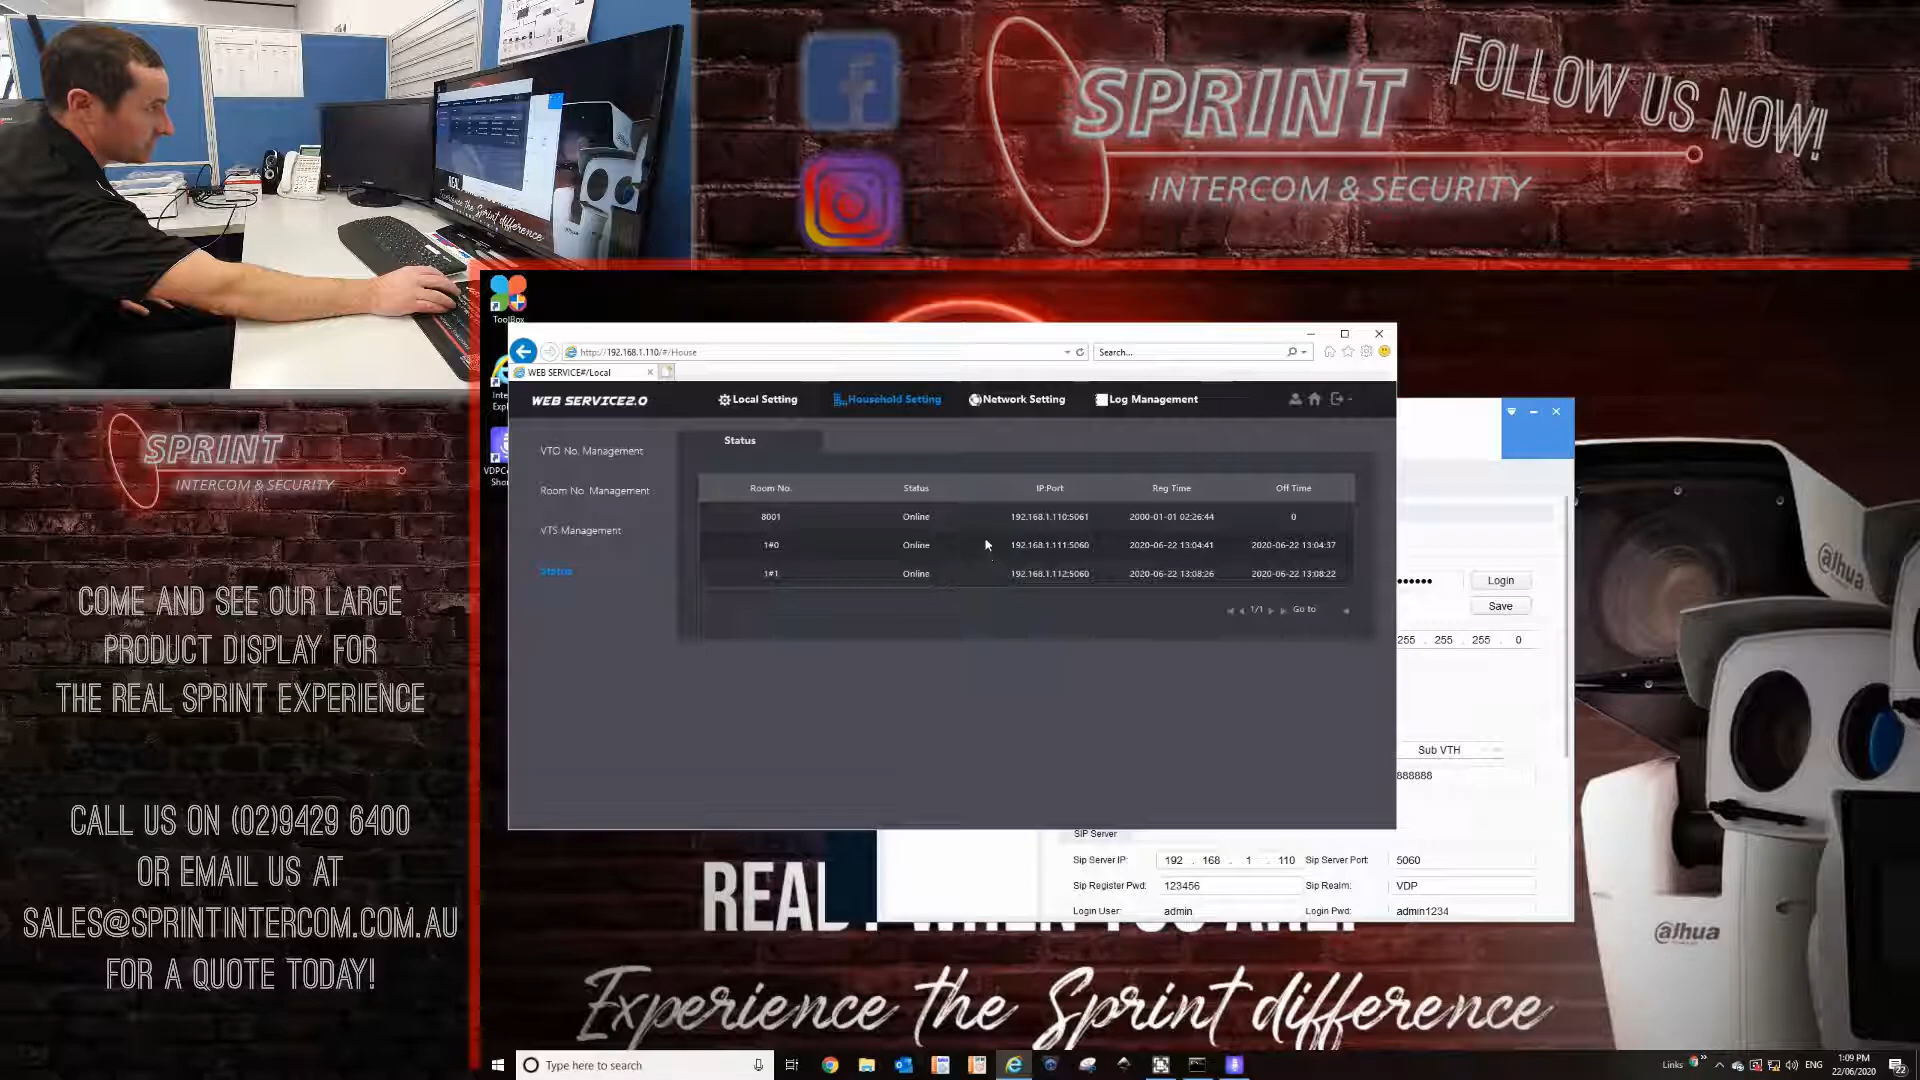 SPRINT
INTERCOM & SECURITY
FOLLOW US NOW!
REAL
Experience the Sprint difference
SPRINT
INTERCOM & SECURITY
COME AND SEE OUR LARGE
PRODUCT DISPLAY FOR
THE REAL SPRINT EXPERIENCE
CALL US ON (02)9429 6400
OR EMAIL US AT
SALES@SPRINTINTERCOM.COM.AU
FOR A QUOTE TODAY!
ToolBox
http://192.168.1.110/#/House
Search...
WEB SERVICE#/Local
WEB SERVICE2.0
Local Setting
Household Setting
Network Setting
Log Management
VTO No. Management
Room No. Management
VTS Management
Status
Status
Room No. Status IP:Port Reg Time Off Time
8001 Online 192.168.1.110:5061 2000-01-01 02:26:44 0
1#0 Online 192.168.1.111:5060 2020-06-22 13:04:41 2020-06-22 13:04:37
1#1 Online 192.168.1.112:5060 2020-06-22 13:08:26 2020-06-22 13:08:22
1/1 Go to
Login
Save
255 . 255 . 255 . 0
Sub VTH
888888
SIP Server
Sip Server IP: 192 . 168 . 1 . 110 Sip Server Port: 5060
Sip Register Pwd: 123456 Sip Realm: VDP
Login User: admin Login Pwd: admin1234
alhua
alhua
Experience the Sprint difference
Type here to search
Links
ENG
1:09 PM
22/06/2020
22